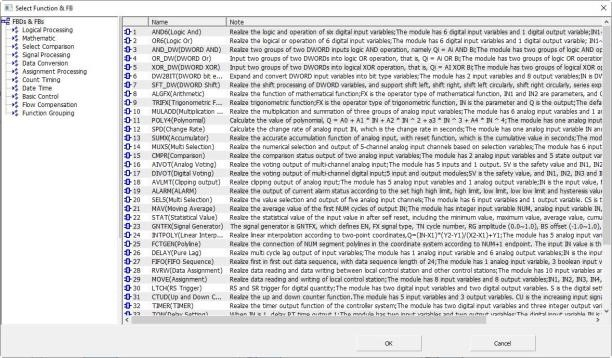 Select Function & FB
FBDs & FBs
Logical Processing
Mathematic
Select Comparison
Signal Processing
Data Conversion
Assignment Processing
Count Timing
Date Time
Basic Control
Flow Compensation
Function Grouping
Name Note
1 AND6(Logic And) Realize the logic and operation of six digital input variables;The module has 6 digital input variables and 1 digital output variable;IN1-
2 OR6(Logic Or) Realize the logical or operation of 6 digital input variables;The module has 6 digital input variables and 1 digital output variable; IN1-
3 AND_DW(DWORD AND) Realize two groups of two DWORD inputs logic AND operation, namely Qi = Ai AND Bi;The module has two groups of logic AND op
4 OR_DW(DWORD Or) Input two groups of two DWORDs into logic OR operation, that is, Qi = Ai OR Bi;The module has two groups of logic OR operator
5 XOR_DW(DWORD XOR) Input two groups of two DWORDs into logical XOR operation, that is, Qi = Ai XOR Bi;The module has two groups of logical XOR o
6 DW2BIT(DWORD bit e... Expand and convert DWORD input variables into bit type variables;The module has 2 input variables and 8 output variables;IN is DW
7 SFT_DW(DWORD Shift) Realize the shift processing of DWORD variables, and support shift left, shift right, shift left circularly, shift right circularly, series exp
8 ALGFX(Arithmetic) Realize the function of mathematical function;FX is the operator type of mathematical function, IN1 and IN2 are parameters, and Q
9 TRIFX(Trigonometric F... Realize trigonometric function;FX is the operator type of trigonometric function, IN is the parameter and Q is the output;The defa
10 MULADD(Multiplication ... Realize the multiplication and summation of three groups of analog input variables;The module has 6 analog input variables and 1 ar
11 POLY4(Polynomial) Calculate the value of polynomial, Q = A0 + A1 * IN + A2 * IN ^ 2 + a3 * IN ^ 3 + A4 * IN ^ 4;The module has one analog input
12 SPD(Change Rate) Calculate the change rate of analog input IN, which is the change rate in seconds;The module has one analog input variable IN anc
13 SUMX(Accumulator) Realize the accurate accumulation function of analog input, with reset function, which is the cumulative value in seconds;The mod
14 MUX5(Multi Selection) Realize the numerical selection and output of 5-channel analog input channels based on selection variables;The module has 6 input
15 CMPR(Comparison) Realize the comparison status output of two analog input variables;The module has 2 analog input variables and 5 state output var
16 AIVOT(Analog Voting) Realize the voting output of multi-channel analog input;The module has 5 inputs and 1 output. SV is the safety value, and IN1, IN2
17 DIVOT(Digital Voting) Realize the voting output of multi-channel digital input;5 input and output modules;SV is the safety value, and IN1, IN2, IN3 and I
18 AVLMT(Clipping output) Realize clipping output of analog input;The module has 5 analog input variables and 1 analog output variable;IN is the input value, L
19 ALARM(ALARM) Realize the output of current alarm status according to the set high high limit, high limit, low limit, low low limit and hysteresis value
20 SEL5(Multi Selection) Realize the value selection and output of five analog input channels;The module has 6 input variables and 1 output variable. CS is t
21 MAV(Moving Average) Realize the average value of the first NUM cycles of output IN;The module has integer input variable NUM, analog input variable IN,
22 STAT(Statistical Value) Realize the statistical value of the input value in after self reset, including the minimum value, maximum value, average value, cumu
23 GNTFX(Signal Generator) The signal generator is GNTFX, which defines EN, FX signal type, TN cycle number, RG amplitude (0.0~1.0), BS offset (-1.0~1.0),
24 INTPOLY(Linear Interp... Realize linear interpolation according to two-point coordinates,Q=(IN-X1)*(Y2-Y1)/(X2-X1)+Y1;The module has 5 analog input vari
25 FCTGEN(Polyline) Realize the connection of NUM segment polylines in the coordinate system according to NUM+1 endpoint. The input IN value is th
26 DELAY(Pure Lag) Realize multi cycle lag output of input variable;The module has 1 analog input variable and 6 analog output variables;IN is the input
27 FIFO(FIFO Sequence) Realize first in first out data sequence, with data sequence length of 24;The module has 1 analog input variable, 3 boolean input v
28 RVRW(Data Assignment) Realize data reading and data writing between local control station and other control stations;The module has 10 input variables ar
29 MOVE(Assignment) Realize data reading and writing of local control station;The module has 8 input variables and 8 output variables;IN1, IN2, IN3, IN4,
30 LTCH(RS Trigger) RS and SR trigger for digital quantity;The module has two digital input variables and two digital output variables. S is the digital set
31 CTUD(Up and Down C... Realize the up and down counter function.The module has 5 input variables and 3 output variables. CU is the increasing input signa
32 TIMER(TIMER) Realize the timer output function of the controller system;The module has two digital input variables and three integer output vari
33 TON(Delay Setting) When IN is 1, delay PT time output 1;The module has two input variables and two output variables;The digital input variable IN is
OK Cancel